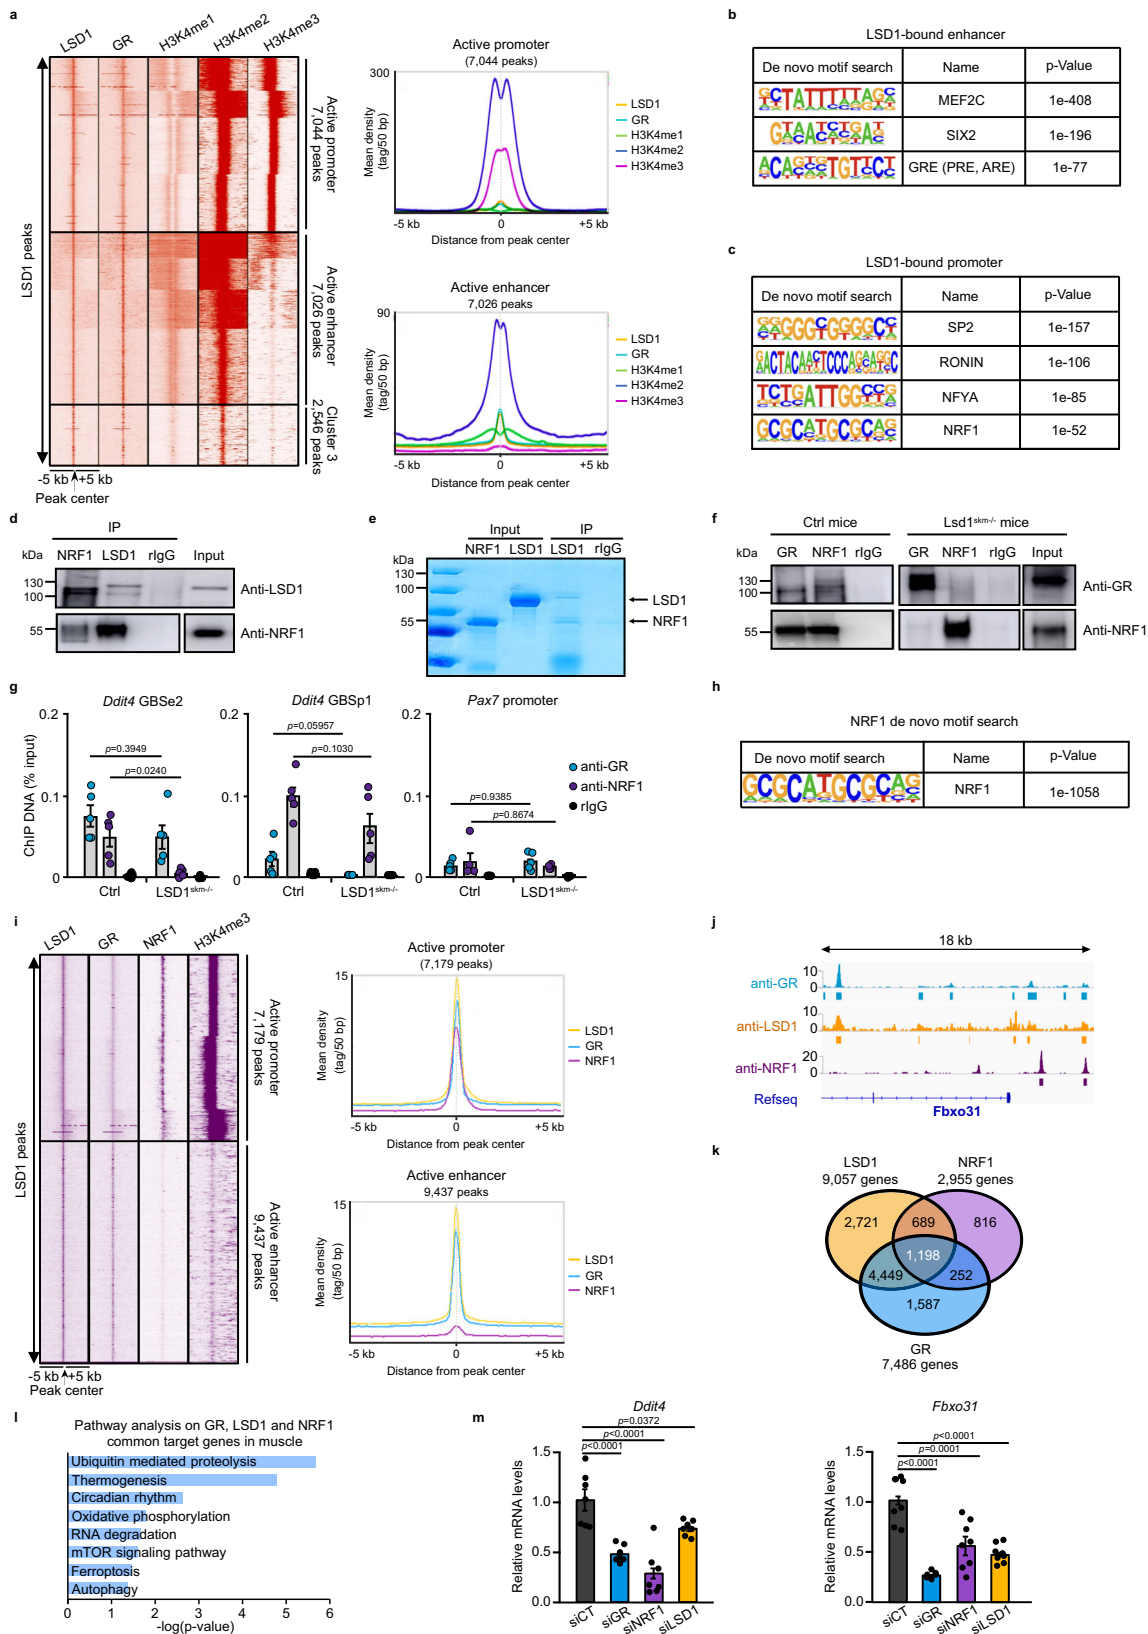 a
LSD1 GR H3K4me1 H3K4me2 H3K4me3
LSD1 peaks
Active promoter
7,044 peaks
Active enhancer
7,026 peaks
Cluster 3
2,546 peaks
-5 kb +5 kb
Peak center
Active promoter
(7,044 peaks)
300
Mean density
(tag/50 bp)
0
-5 kb 0 +5 kb
Distance from peak center
LSD1
GR
H3K4me1
H3K4me2
H3K4me3
Active enhancer
7,026 peaks
90
Mean density
(tag/50 bp)
0
-5 kb 0 +5 kb
Distance from peak center
LSD1
GR
H3K4me1
H3K4me2
H3K4me3
b
LSD1-bound enhancer
De novo motif search Name p-Value
MEF2C 1e-408
SIX2 1e-196
GRE (PRE, ARE) 1e-77
c
LSD1-bound promoter
De novo motif search Name p-Value
SP2 1e-157
RONIN 1e-106
NFYA 1e-85
NRF1 1e-52
d
IP
kDa NRF1 LSD1 rIgG Input
130
100
Anti-LSD1
55
Anti-NRF1
e
Input IP
NRF1 LSD1 LSD1 rIgG
kDa
130
100
55
LSD1
NRF1
f
Ctrl mice Lsd1skm-/- mice
kDa GR NRF1 rIgG GR NRF1 rIgG Input
130
100
Anti-GR
55
Anti-NRF1
g
Ddit4 GBSe2 Ddit4 GBSp1 Pax7 promoter
ChIP DNA (% input)
0.2
0.1
0
p=0.3949
p=0.0240
Ctrl LSD1skm-/-
0.2
0.1
0
p=0.05957
p=0.1030
Ctrl LSD1skm-/-
0.2
0.1
0
p=0.9385
p=0.8674
Ctrl LSD1skm-/-
anti-GR
anti-NRF1
rIgG
h
NRF1 de novo motif search
De novo motif search Name p-Value
GCGCATGCGCAG NRF1 1e-1058
i
LSD1 GR NRF1 H3K4me3
LSD1 peaks
Active promoter
7,179 peaks
Active enhancer
9,437 peaks
-5 kb +5 kb
Peak center
Active promoter
(7,179 peaks)
15
Mean density
(tag/50 bp)
0
-5 kb 0 +5 kb
Distance from peak center
LSD1
GR
NRF1
Active enhancer
9,437 peaks
15
Mean density
(tag/50 bp)
0
-5 kb 0 +5 kb
Distance from peak center
LSD1
GR
NRF1
j
18 kb
anti-GR 10 0
anti-LSD1 10 0
anti-NRF1 20 0
Refseq
Fbxo31
k
LSD1 NRF1
9,057 genes 2,955 genes
2,721 689 816
1,198
4,449 252
1,587
GR
7,486 genes
l
Pathway analysis on GR, LSD1 and NRF1
common target genes in muscle
Ubiquitin mediated proteolysis
Thermogenesis
Circadian rhythm
Oxidative phosphorylation
RNA degradation
mTOR signaling pathway
Ferroptosis
Autophagy
0 1 2 3 4 5 6
-log(p-value)
m
Ddit4
Relative mRNA levels
1.5
1.0
0.5
0
p=0.0372
p<0.0001
p<0.0001
siCT siGR siNRF1 siLSD1
Fbxo31
Relative mRNA levels
1.5
1.0
0.5
0
p<0.0001
p=0.0001
p<0.0001
siCT siGR siNRF1 siLSD1